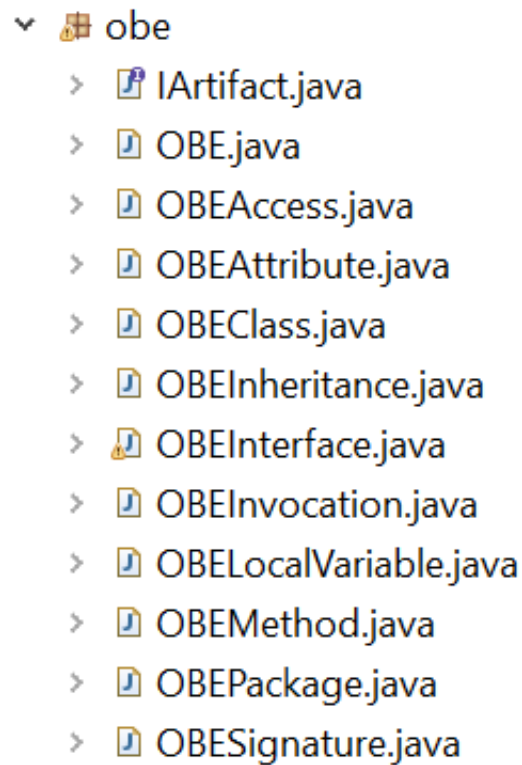 obe
IArtifact.java
OBE.java
OBEAccess.java
OBEAttribute.java
OBEClass.java
OBEInheritance.java
OBEInterface.java
OBEInvocation.java
OBELocalVariable.java
OBEMethod.java
OBEPackage.java
OBESignature.java